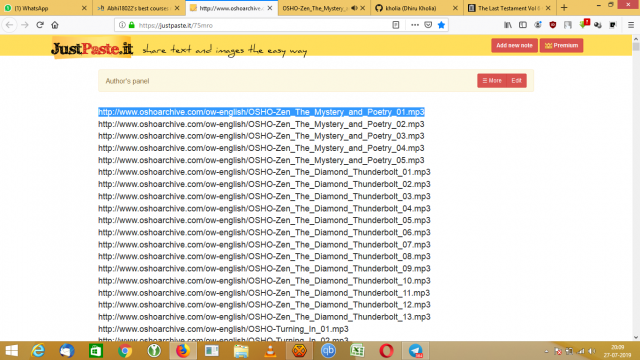 (1) WhatsApp
Abhi18022's best courses
http://www.oshoarchive.com/ow-e
OSHO-Zen_The_Mystery_
kholia (Dhiru Kholia)
The Last Testament Vol
https://justpaste.it/75mro
JustPaste.it share text and images the easy way
Add new note
Premium
Author's panel
More
Edit
http://www.oshoarchive.com/ow-english/OSHO-Zen_The_Mystery_and_Poetry_01.mp3
http://www.oshoarchive.com/ow-english/OSHO-Zen_The_Mystery_and_Poetry_02.mp3
http://www.oshoarchive.com/ow-english/OSHO-Zen_The_Mystery_and_Poetry_03.mp3
http://www.oshoarchive.com/ow-english/OSHO-Zen_The_Mystery_and_Poetry_04.mp3
http://www.oshoarchive.com/ow-english/OSHO-Zen_The_Mystery_and_Poetry_05.mp3
http://www.oshoarchive.com/ow-english/OSHO-Zen_The_Diamond_Thunderbolt_01.mp3
http://www.oshoarchive.com/ow-english/OSHO-Zen_The_Diamond_Thunderbolt_02.mp3
http://www.oshoarchive.com/ow-english/OSHO-Zen_The_Diamond_Thunderbolt_03.mp3
http://www.oshoarchive.com/ow-english/OSHO-Zen_The_Diamond_Thunderbolt_04.mp3
http://www.oshoarchive.com/ow-english/OSHO-Zen_The_Diamond_Thunderbolt_05.mp3
http://www.oshoarchive.com/ow-english/OSHO-Zen_The_Diamond_Thunderbolt_06.mp3
http://www.oshoarchive.com/ow-english/OSHO-Zen_The_Diamond_Thunderbolt_07.mp3
http://www.oshoarchive.com/ow-english/OSHO-Zen_The_Diamond_Thunderbolt_08.mp3
http://www.oshoarchive.com/ow-english/OSHO-Zen_The_Diamond_Thunderbolt_09.mp3
http://www.oshoarchive.com/ow-english/OSHO-Zen_The_Diamond_Thunderbolt_10.mp3
http://www.oshoarchive.com/ow-english/OSHO-Zen_The_Diamond_Thunderbolt_11.mp3
http://www.oshoarchive.com/ow-english/OSHO-Zen_The_Diamond_Thunderbolt_12.mp3
http://www.oshoarchive.com/ow-english/OSHO-Zen_The_Diamond_Thunderbolt_13.mp3
http://www.oshoarchive.com/ow-english/OSHO-Turning_In_01.mp3
http://www.oshoarchive.com/ow-english/OSHO-Turning_In_02.mp3
20:09
27-07-2019